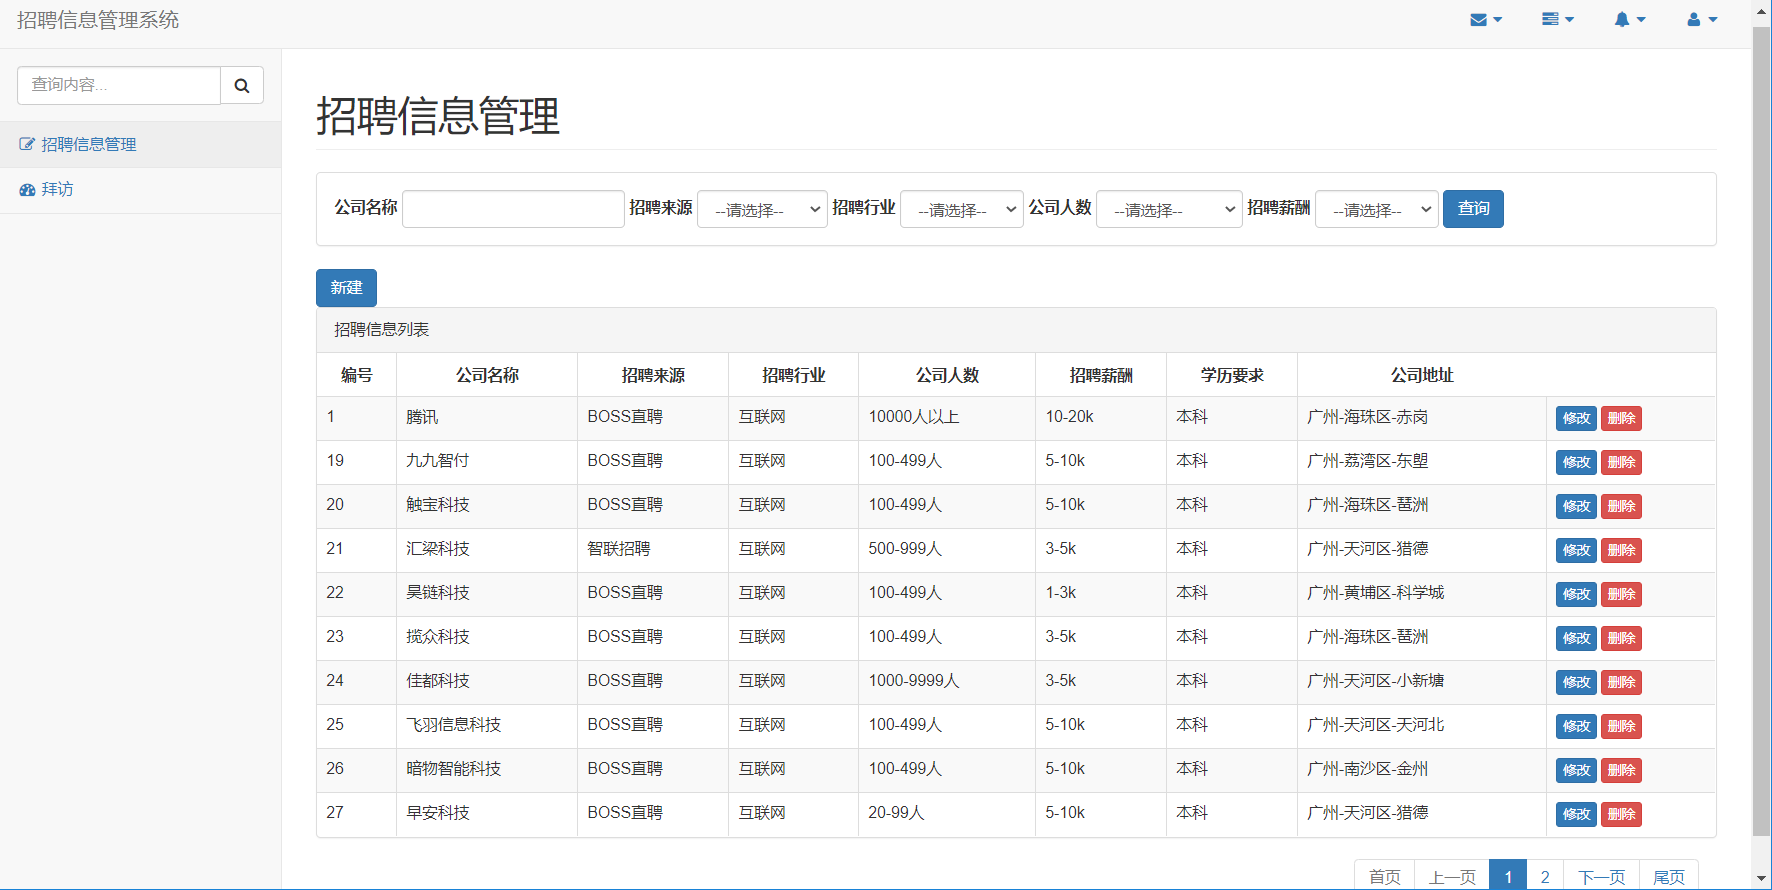 招聘信息管理系统
查询内容...
招聘信息管理
拜访
招聘信息管理
公司名称 招聘来源 --请选择-- 招聘行业 --请选择-- 公司人数 --请选择-- 招聘薪酬 --请选择-- 查询
新建
招聘信息列表
编号 公司名称 招聘来源 招聘行业 公司人数 招聘薪酬 学历要求 公司地址
1 腾讯 BOSS直聘 互联网 10000人以上 10-20k 本科 广州-海珠区-赤岗 修改 删除
19 九九智付 BOSS直聘 互联网 100-499人 5-10k 本科 广州-荔湾区-东塱 修改 删除
20 触宝科技 BOSS直聘 互联网 100-499人 5-10k 本科 广州-海珠区-琶洲 修改 删除
21 汇梁科技 智联招聘 互联网 500-999人 3-5k 本科 广州-天河区-猎德 修改 删除
22 昊链科技 BOSS直聘 互联网 100-499人 1-3k 本科 广州-黄埔区-科学城 修改 删除
23 揽众科技 BOSS直聘 互联网 100-499人 3-5k 本科 广州-海珠区-琶洲 修改 删除
24 佳都科技 BOSS直聘 互联网 1000-9999人 3-5k 本科 广州-天河区-小新塘 修改 删除
25 飞羽信息科技 BOSS直聘 互联网 100-499人 5-10k 本科 广州-天河区-天河北 修改 删除
26 暗物智能科技 BOSS直聘 互联网 100-499人 5-10k 本科 广州-南沙区-金州 修改 删除
27 早安科技 BOSS直聘 互联网 20-99人 5-10k 本科 广州-天河区-猎德 修改 删除
首页 上一页 1 2 下一页 尾页